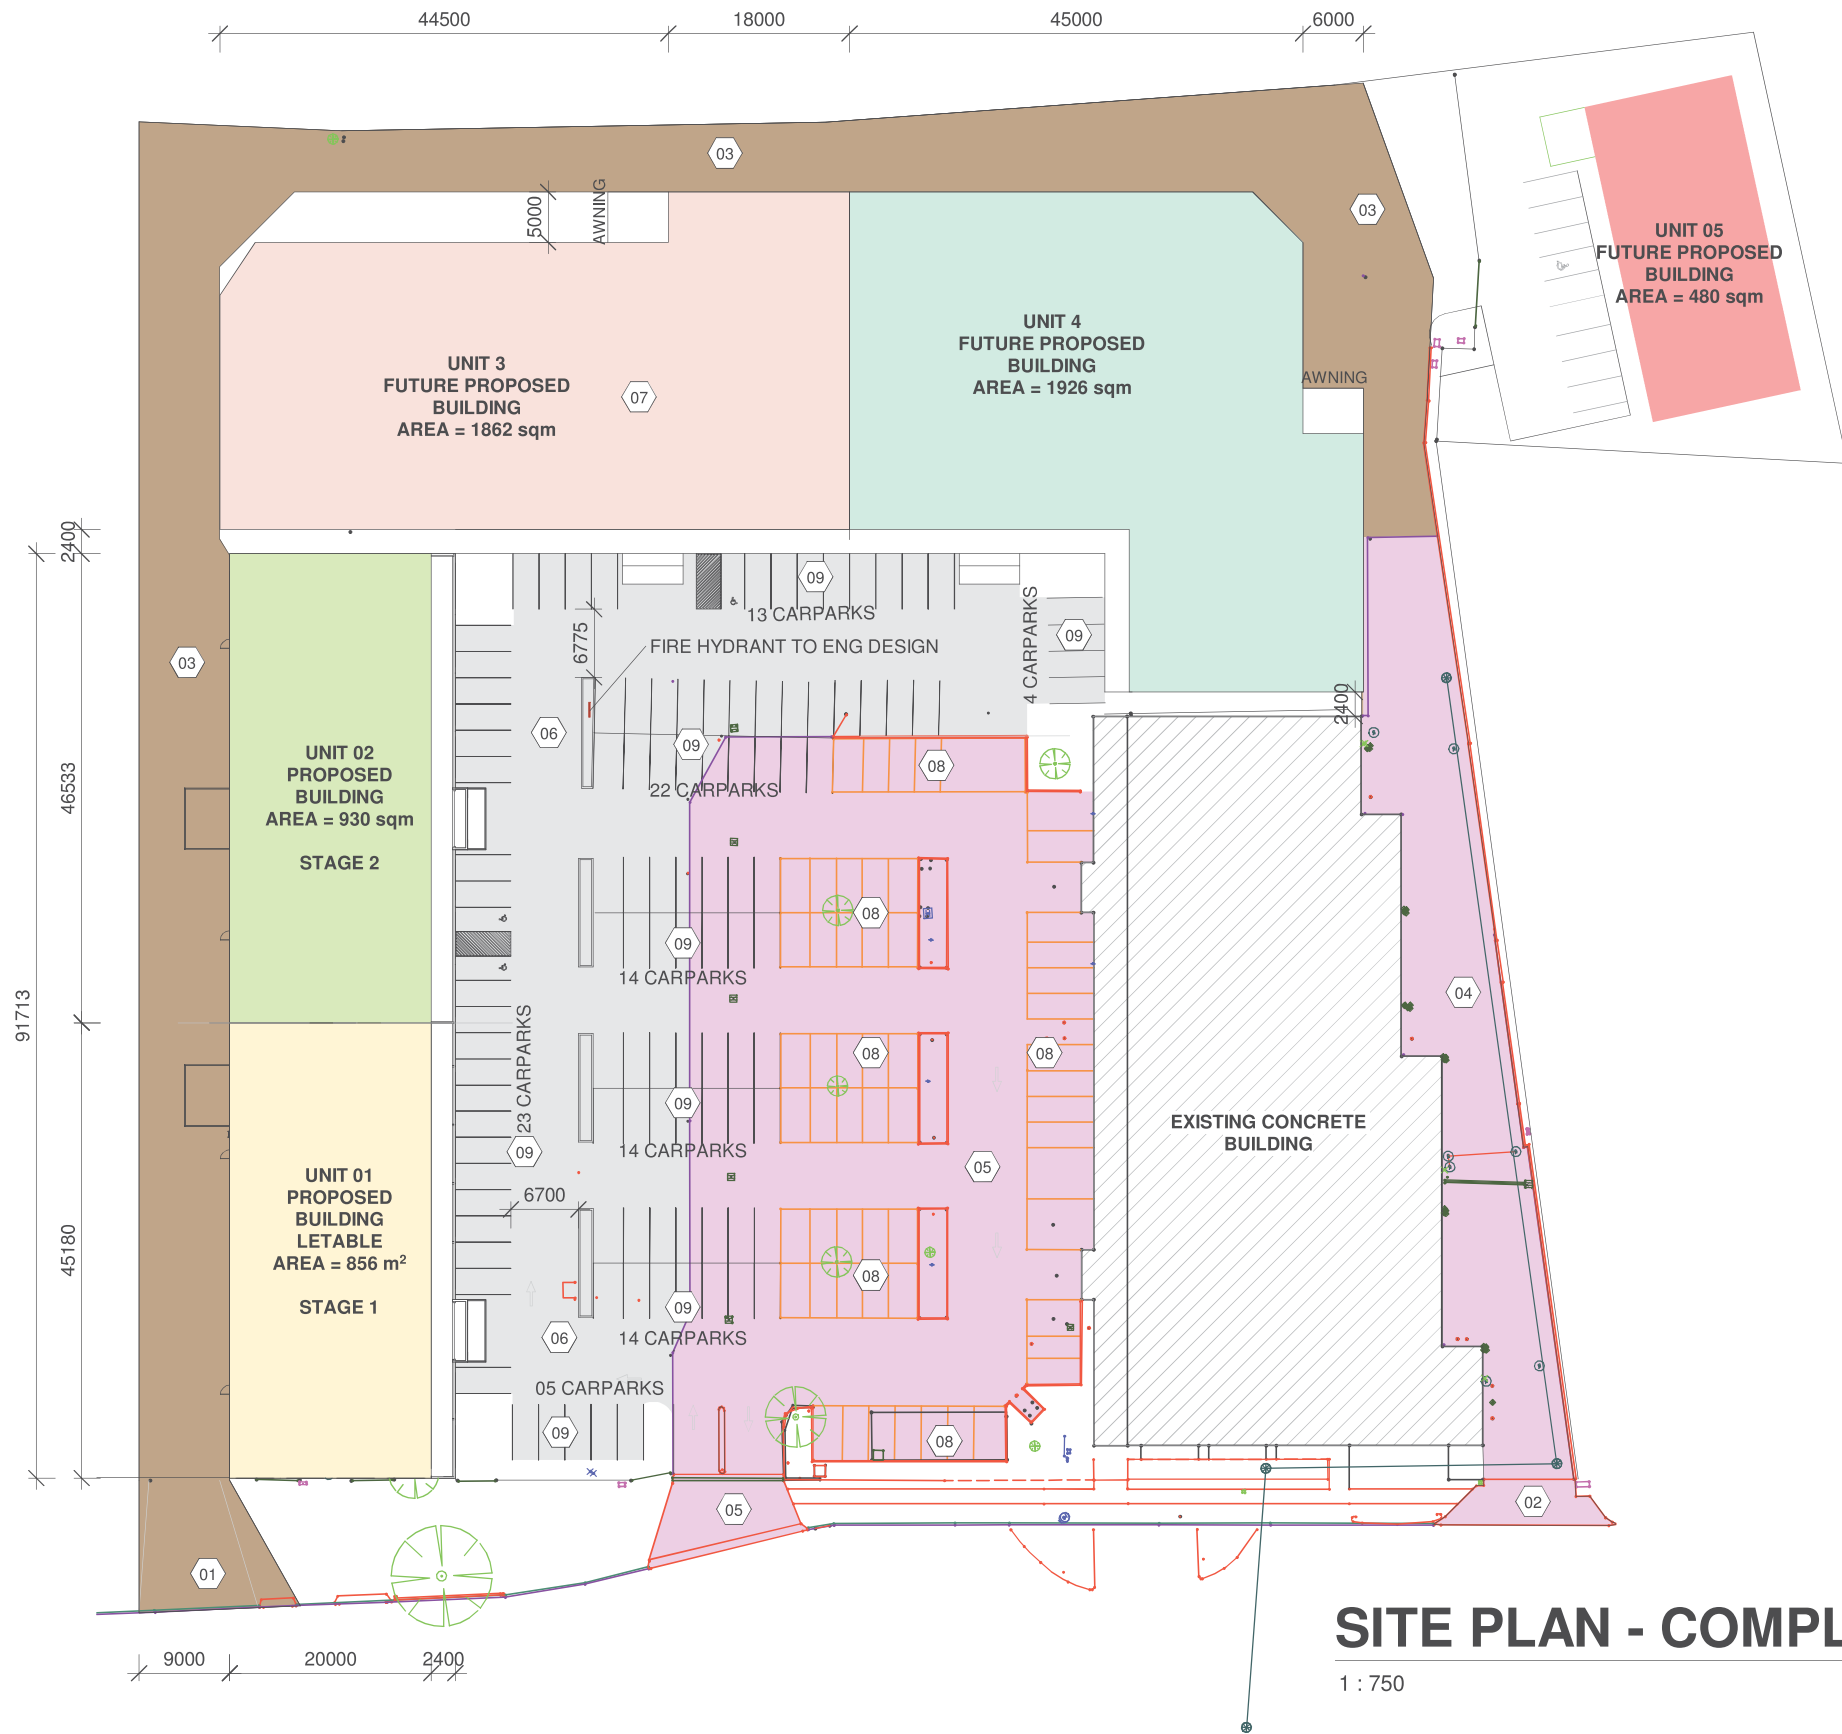 44500
18000
45000
6000
03
03
5000
AWNING
UNIT 05
FUTURE PROPOSED
BUILDING
AREA = 480 sqm
UNIT 4
FUTURE PROPOSED
BUILDING
AREA = 1926 sqm
UNIT 3
FUTURE PROPOSED
BUILDING
AREA = 1862 sqm
07
AWNING
2400
09
13 CARPARKS
4 CARPARKS
09
6775
FIRE HYDRANT TO ENG DESIGN
03
2400
06
09
08
22 CARPARKS
UNIT 02
PROPOSED
BUILDING
AREA = 930 sqm
STAGE 2
46533
08
09
14 CARPARKS
04
91713
23 CARPARKS
08
08
09
09
14 CARPARKS
EXISTING CONCRETE
BUILDING
05
UNIT 01
PROPOSED
BUILDING
LETABLE
AREA = 856 m²
STAGE 1
6700
45180
08
09
06
14 CARPARKS
05 CARPARKS
09
08
05
02
01
SITE PLAN - COMPL
1 : 750
9000
20000
2400